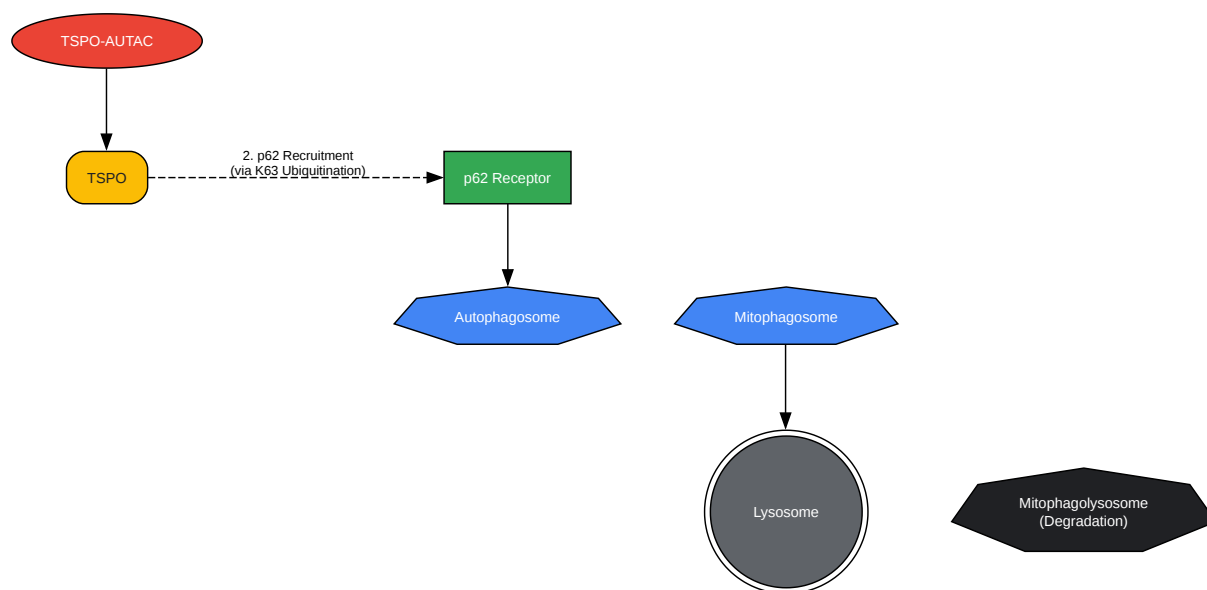 TSPO-AUTAC
2. p62 Recruitment
(via K63 Ubiquitination)
TSPO
p62 Receptor
Autophagosome
Mitophagosome
Lysosome
Mitophagolysosome
(Degradation)